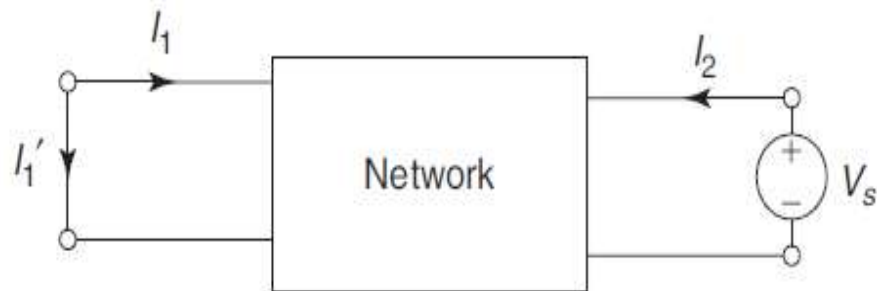 I₁
I₂
I₁′
Network
+
−
Vₛ